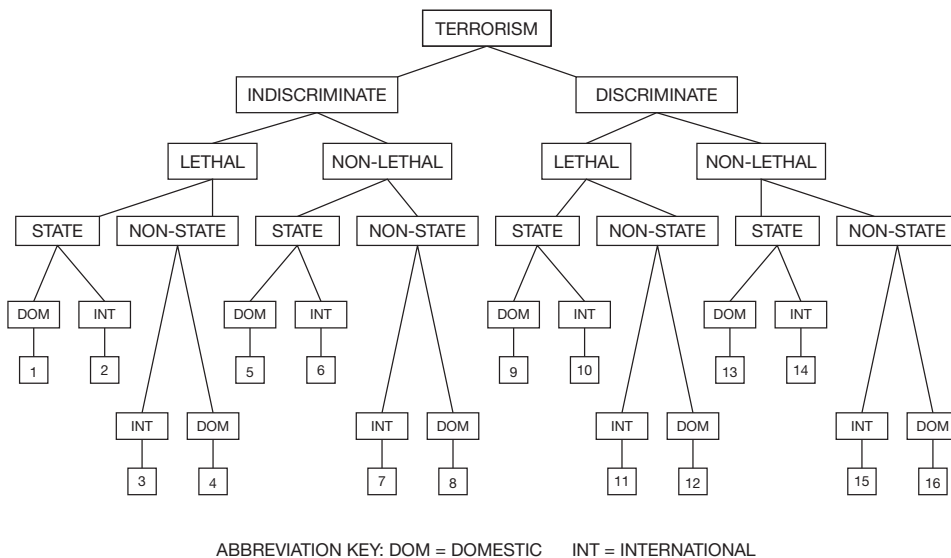 TERRORISM
INDISCRIMINATE DISCRIMINATE
LETHAL NON-LETHAL LETHAL NON-LETHAL
STATE NON-STATE STATE NON-STATE STATE NON-STATE STATE NON-STATE
DOM INT DOM INT DOM INT DOM INT
1 2 5 6 9 10 13 14
INT DOM INT DOM INT DOM INT DOM
3 4 7 8 11 12 15 16
ABBREVIATION KEY: DOM = DOMESTIC INT = INTERNATIONAL